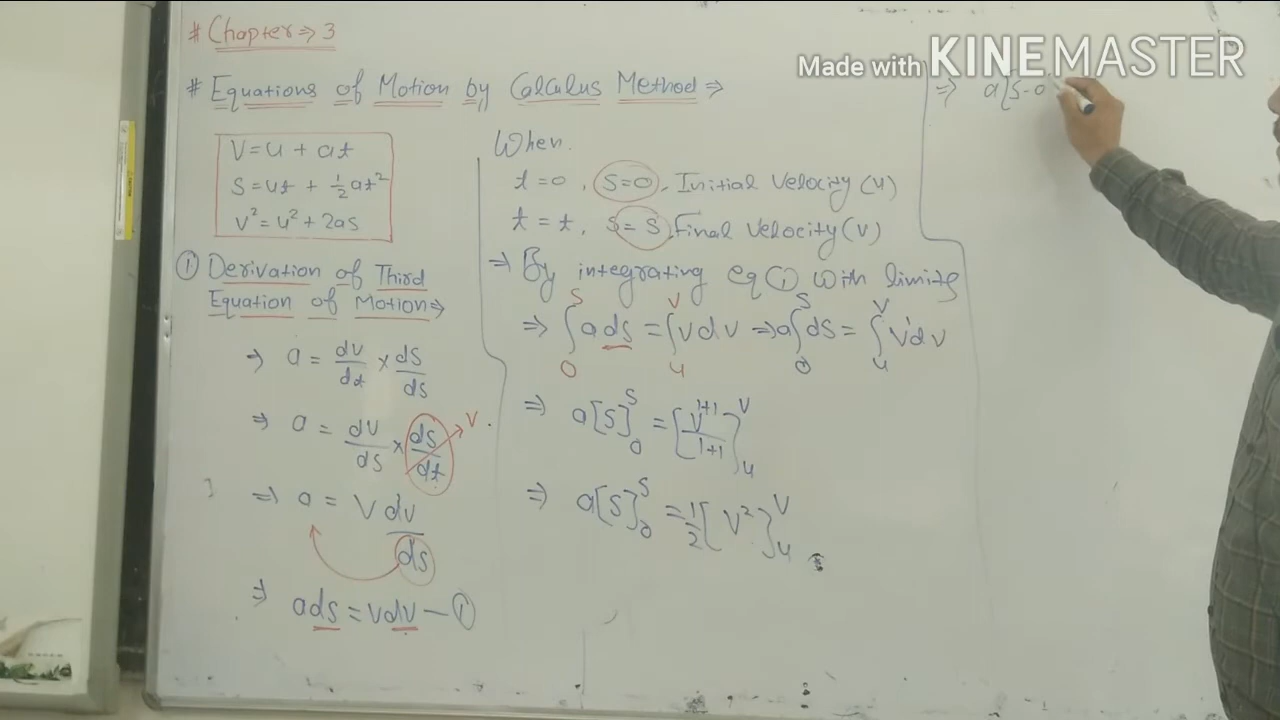 # Chapter ⇒ 3
# Equations of Motion by Calculus Method ⇒
V = u + at
S = ut + ½at²
V² = u² + 2as
① Derivation of Third
Equation of Motion ⇒
⇒ a = dv/dt × ds/ds
⇒ a = dv/ds × ds/dt → V.
⇒ a = V dv/ds
⇒ ads = vdv — ①
When.
t = 0, S = 0, Initial Velocity (u)
t = t, S = S, Final Velocity (V)
⇒ By integrating eq ① with limits
⇒ ∫₀ˢ a ds = ∫ᵤⱽ V dv ⇒ a ∫₀ˢ ds = ∫ᵤⱽ V¹dv
⇒ a[S]₀ˢ = [V¹⁺¹/1+1]ᵤⱽ
⇒ a[S]₀ˢ = ½[V²]ᵤⱽ
⇒ a[S-0
Made with KINEMASTER